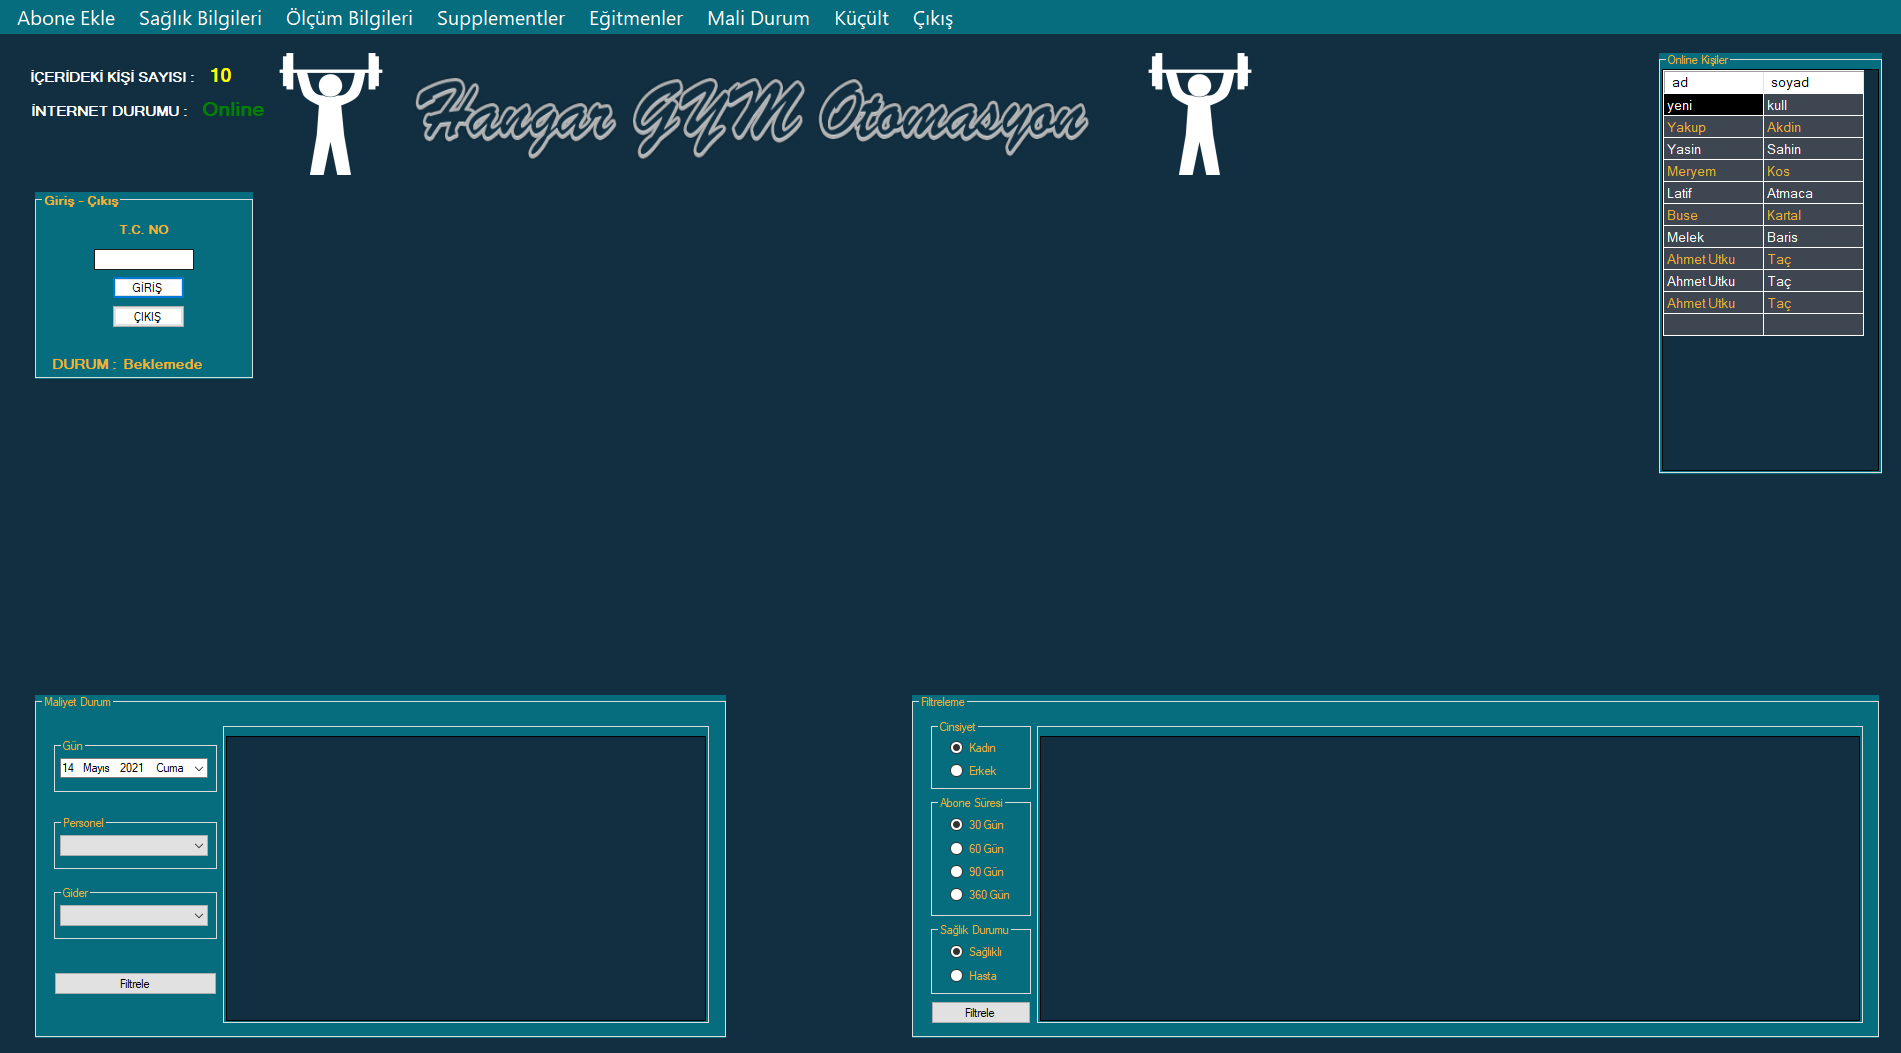 Abone Ekle Sağlık Bilgileri Ölçüm Bilgileri Supplementler Eğitmenler Mali Durum Küçült Çıkış
İÇERİDEKİ KİŞİ SAYISI : 10
İNTERNET DURUMU : Online
Hangar GYM Otomasyon
Online Kişiler
ad soyad
yeni kull
Yakup Akdin
Yasin Sahin
Meryem Kos
Latif Atmaca
Buse Kartal
Melek Baris
Ahmet Utku Taç
Ahmet Utku Taç
Ahmet Utku Taç
Giriş - Çıkış
T.C. NO
GİRİŞ
ÇIKIŞ
DURUM : Beklemede
Maliyet Durum
Gün
14 Mayıs 2021 Cuma
Personel
Gider
Filtrele
Filtreleme
Cinsiyet
Kadın
Erkek
Abone Süresi
30 Gün
60 Gün
90 Gün
360 Gün
Sağlık Durumu
Sağlıklı
Hasta
Filtrele